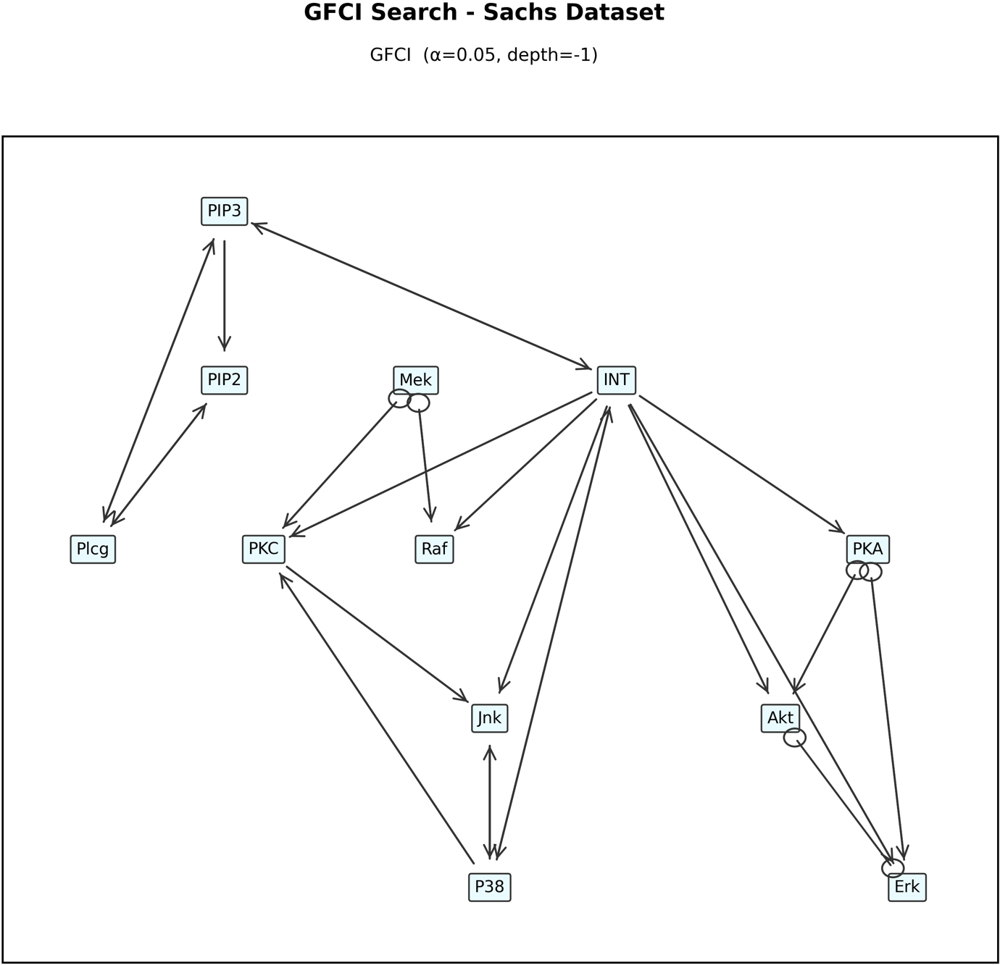 GFCI Search - Sachs Dataset
GFCI  (α=0.05, depth=-1)
PIP3
PIP2
Mek
INT
Plcg
PKC
Raf
PKA
Jnk
Akt
P38
Erk